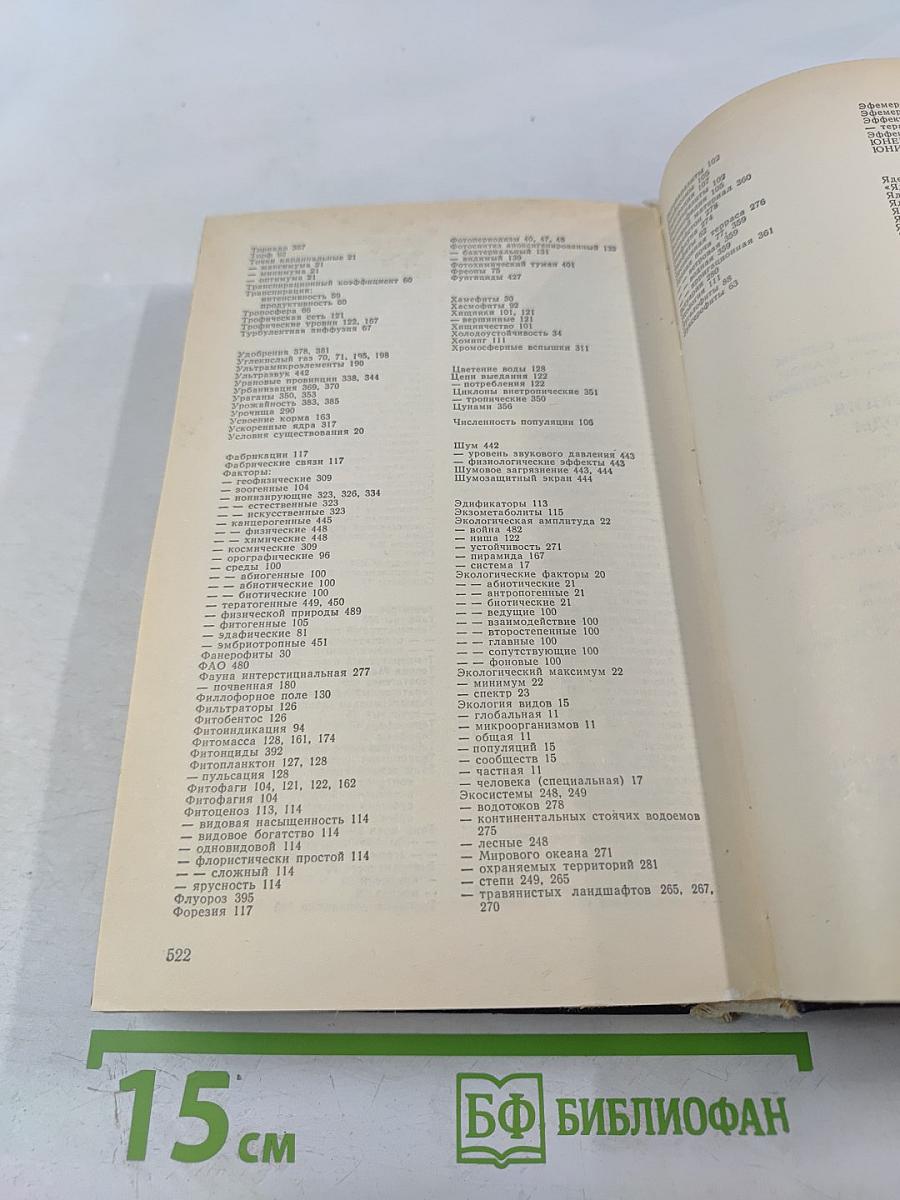 Торнадо 357
Торф 92
Точки кардинальные 21
— максимума 21
— минимума 21
— оптимума 21
Транспирационный коэффициент 60
Транспирации:
интенсивность 59
продуктивность 60
Тропосфера 66
Трофическая сеть 121
Трофические уровни 122, 167
Турбулентная диффузия 67
Удобрения 378, 381
Углекислый газ 70, 71, 195, 198
Ультрамикроэлементы 190
Ультразвук 442
Урановые провинции 338, 344
Урбанизация 369, 370
Ураганы 350, 353
Урожайность 383, 385
Урочища 290
Усвоение корма 163
Ускоренные ядра 317
Условия существования 20
Фабрикации 117
Фабрические связи 117
Факторы:
— геофизические 309
— зоогенные 104
— ионизирующие 323, 326, 334
— — естественные 323
— — искусственные 323
— канцерогенные 445
— — физические 448
— — химические 448
— космические 309
— орографические 96
— среды 100
— — абиогенные 100
— — абиотические 100
— — биотические 100
— тератогенные 449, 450
— физической природы 489
— фитогенные 105
— эдафические 81
— эмбриотропные 451
Фанерофиты 30
ФАО 480
Фауна интерстициальная 277
— почвенная 180
Филлофорное поле 130
Фильтраторы 126
Фитобентос 126
Фитоиндикация 94
Фитомасса 128, 161, 174
Фитонциды 392
Фитопланктон 127, 128
— пульсация 128
Фитофаги 104, 121, 122, 162
Фитофагия 104
Фитоценоз 113, 114
— видовая насыщенность 114
— видовое богатство 114
— одновидовой 114
— флористически простой 114
— — сложный 114
— ярусность 114
Флуороз 395
Форезия 117
522
Фотопериодизм 46, 47, 48
Фотосинтез апоксигенированный 139
— бактериальный 131
— видимый 139
Фотохимический туман 401
Фреоны 75
Фунгициды 427
Хамефиты 30
Хесмофиты 92
Хищники 101, 121
— вершинные 121
Хищничество 101
Холодоустойчивость 34
Хоминг 111
Хромосферные вспышки 311
Цветение воды 128
Цепи выедания 122
— потребления 122
Циклоны внетропические 351
— тропические 350
Цунами 356
Численность популяции 106
Шум 442
— уровень звукового давления 443
— физиологические эффекты 443
Шумовое загрязнение 443, 444
Шумозащитный экран 444
Эдификаторы 113
Экзометаболиты 115
Экологическая амплитуда 22
— война 482
— ниша 122
— устойчивость 271
— пирамида 167
— система 17
Экологические факторы 20
— — абиотические 21
— — антропогенные 21
— — биотические 21
— — ведущие 100
— — взаимодействие 100
— — второстепенные 100
— — главные 100
— — сопутствующие 100
— — фоновые 100
Экологический максимум 22
— минимум 22
— спектр 23
Экология видов 15
— глобальная 11
— микроорганизмов 11
— общая 11
— популяций 15
— сообществ 15
— частная 11
— человека (специальная) 17
Экосистемы 248, 249
— водотоков 278
— континентальных стоячих водоемов
275
— лесные 248
— Мирового океана 271
— охраняемых территорий 281
— степи 249, 265
— травянистых ландшафтов 265, 267,
270
терраса 276
15 см
БФ БИБЛИОФАН